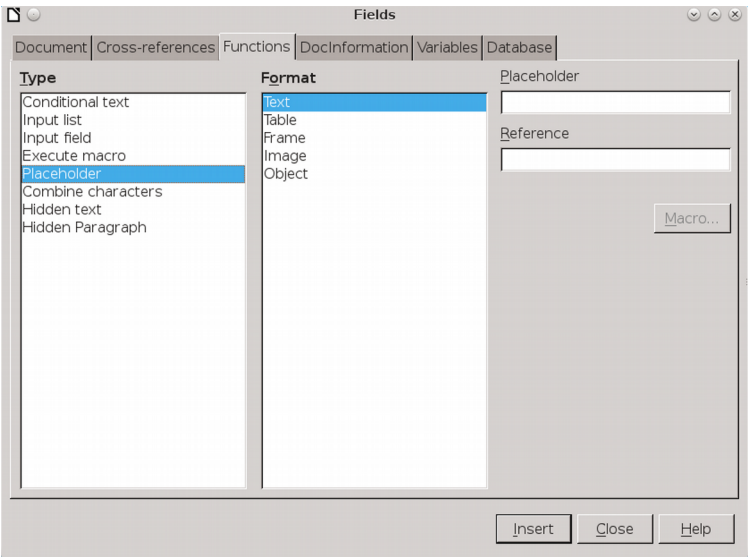 Fields
Document Cross-references Functions DocInformation Variables Database
Type
Conditional text
Input list
Input field
Execute macro
Placeholder
Combine characters
Hidden text
Hidden Paragraph
Format
Text
Table
Frame
Image
Object
Placeholder
Reference
Macro...
Insert Close Help